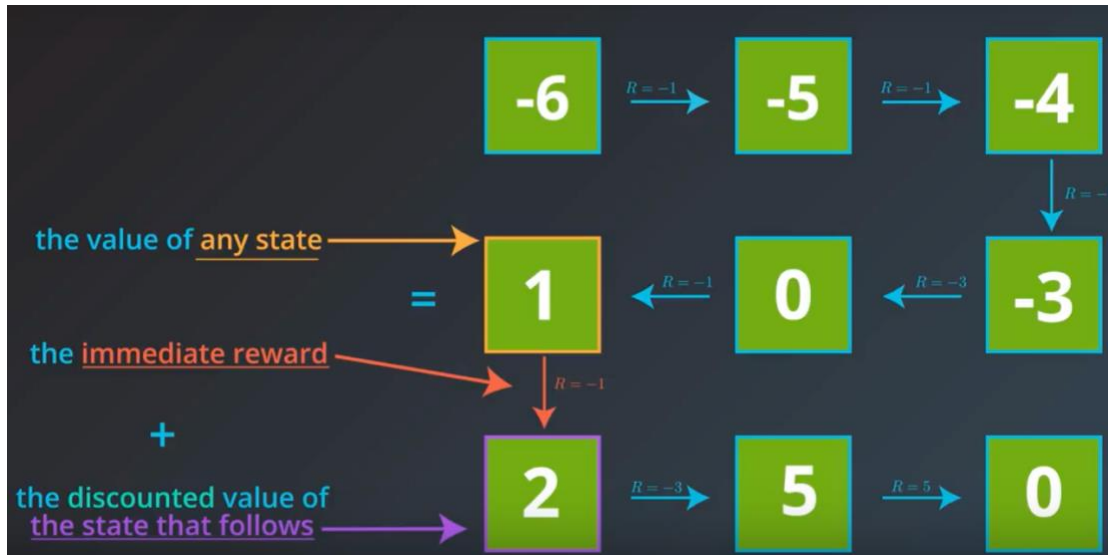 -6 R = -1 -5 R = -1 -4
R = -
the value of any state
= 1 R = -1 0 R = -3 -3
the immediate reward
R = -1
+
the discounted value of
the state that follows
2 R = -3 5 R = 5 0